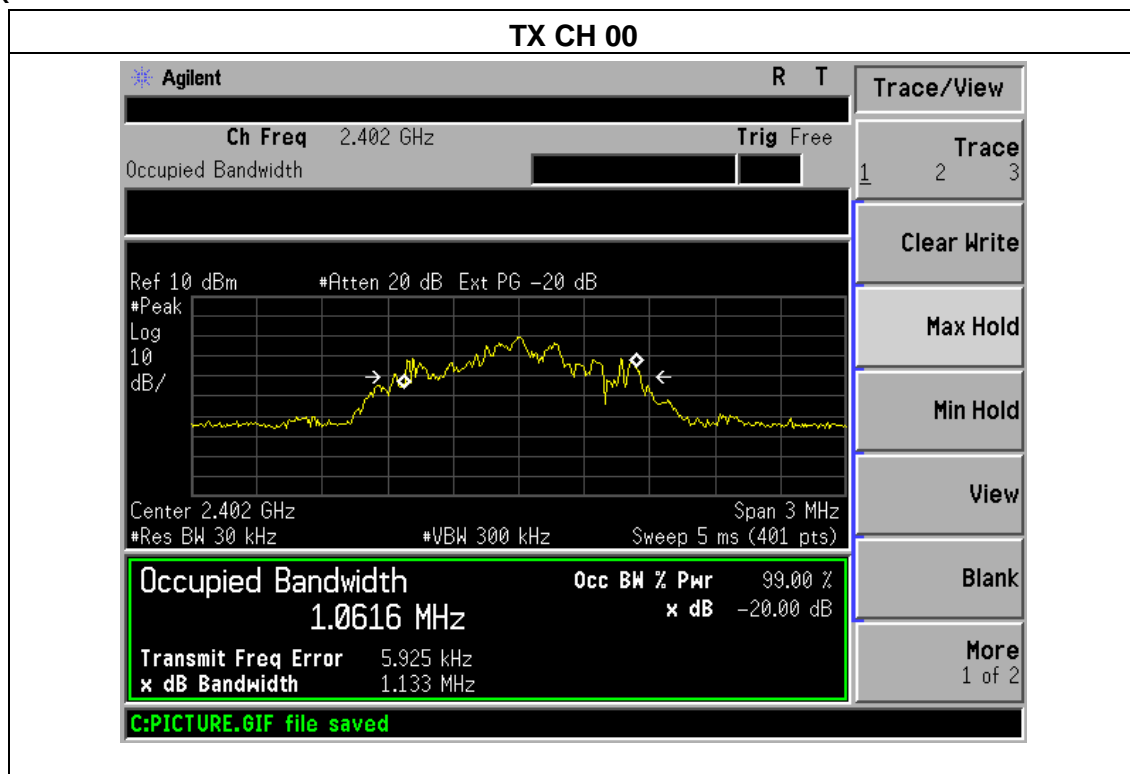 TX CH 00
Agilent R T
Ch Freq 2.402 GHz Trig Free
Occupied Bandwidth
Ref 10 dBm #Atten 20 dB Ext PG -20 dB
#Peak
Log
10
dB/
Center 2.402 GHz Span 3 MHz
#Res BW 30 kHz #VBW 300 kHz Sweep 5 ms (401 pts)
Occupied Bandwidth Occ BW % Pwr 99.00 %
1.0616 MHz x dB -20.00 dB
Transmit Freq Error 5.925 kHz
x dB Bandwidth 1.133 MHz
C:PICTURE.GIF file saved
Trace/View
Trace
1 2 3
Clear Write
Max Hold
Min Hold
View
Blank
More
1 of 2